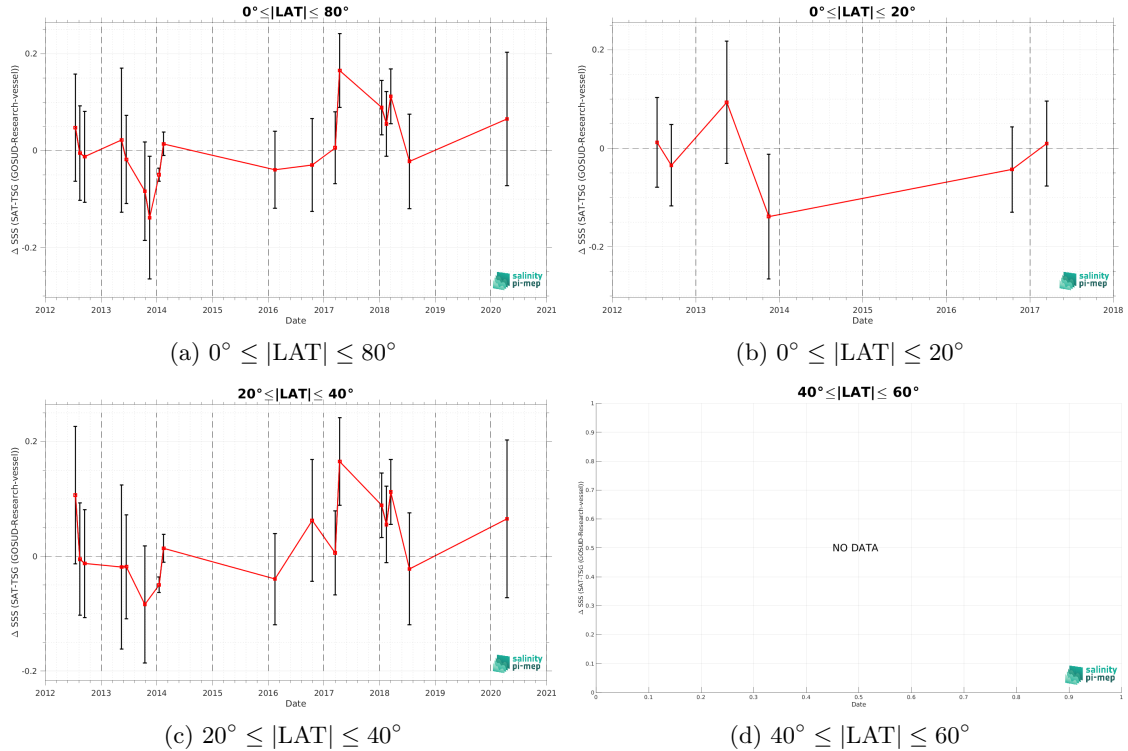 0°≤|LAT|≤ 80°
Δ SSS (SAT-TSG (GOSUD-Research-vessel))
0.2
0
-0.2
2012 2013 2014 2015 2016 2017 2018 2019 2020 2021
Date
salinity
pi-mep
(a) 0° ≤ |LAT| ≤ 80°
0°≤|LAT|≤ 20°
Δ SSS (SAT-TSG (GOSUD-Research-vessel))
0.2
0
-0.2
2012 2013 2014 2015 2016 2017 2018
Date
salinity
pi-mep
(b) 0° ≤ |LAT| ≤ 20°
20°≤|LAT|≤ 40°
Δ SSS (SAT-TSG (GOSUD-Research-vessel))
0.2
0
-0.2
2012 2013 2014 2015 2016 2017 2018 2019 2020 2021
Date
salinity
pi-mep
(c) 20° ≤ |LAT| ≤ 40°
40°≤|LAT|≤ 60°
Δ SSS (SAT-TSG (GOSUD-Research-vessel))
1
0.9
0.8
0.7
0.6
0.5
0.4
0.3
0.2
0.1
0
NO DATA
0 0.1 0.2 0.3 0.4 0.5 0.6 0.7 0.8 0.9 1
Date
salinity
pi-mep
(d) 40° ≤ |LAT| ≤ 60°